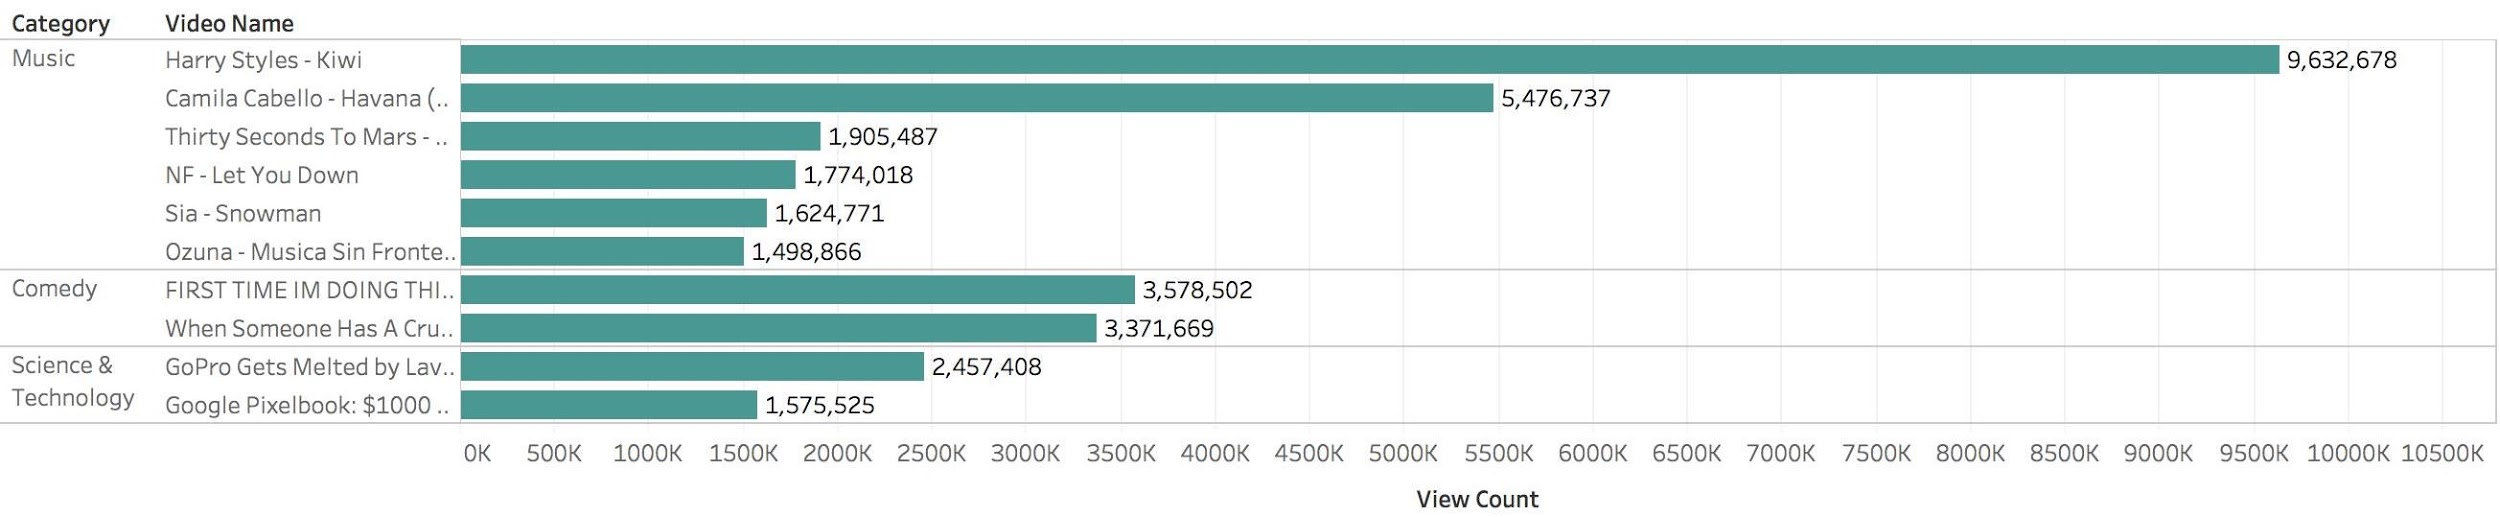 Category Video Name
Music Harry Styles - Kiwi 9,632,678
Camila Cabello - Havana (.. 5,476,737
Thirty Seconds To Mars - .. 1,905,487
NF - Let You Down 1,774,018
Sia - Snowman 1,624,771
Ozuna - Musica Sin Fronte.. 1,498,866
Comedy FIRST TIME IM DOING THI.. 3,578,502
When Someone Has A Cru.. 3,371,669
Science & GoPro Gets Melted by Lav.. 2,457,408
Technology Google Pixelbook: $1000 .. 1,575,525
0K 500K 1000K 1500K 2000K 2500K 3000K 3500K 4000K 4500K 5000K 5500K 6000K 6500K 7000K 7500K 8000K 8500K 9000K 9500K 10000K 10500K
View Count